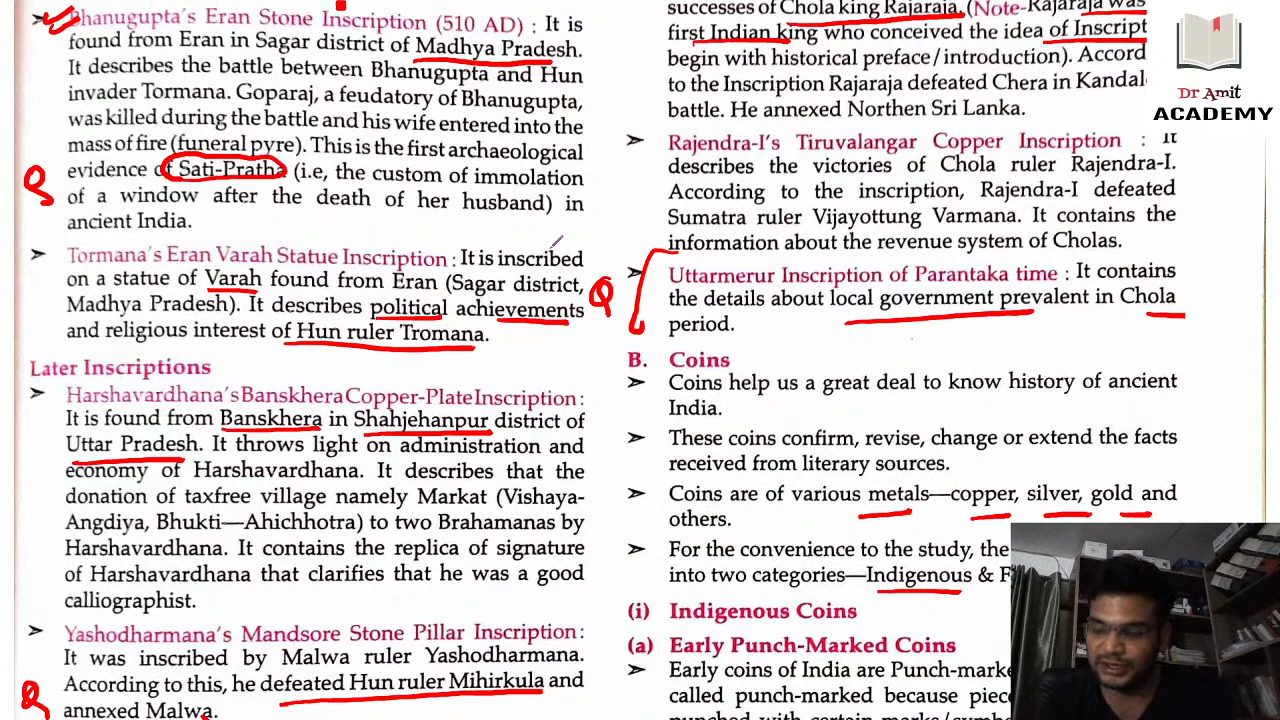 Bhanugupta's Eran Stone Inscription (510 AD) : It is
found from Eran in Sagar district of Madhya Pradesh.
It describes the battle between Bhanugupta and Hun
invader Tormana. Goparaj, a feudatory of Bhanugupta,
was killed during the battle and his wife entered into the
mass of fire (funeral pyre). This is the first archaeological
evidence of Sati-Pratha (i.e, the custom of immolation
of a window after the death of her husband) in
ancient India.
Tormana's Eran Varah Statue Inscription : It is inscribed
on a statue of Varah found from Eran (Sagar district,
Madhya Pradesh). It describes political achievements
and religious interest of Hun ruler Tromana.
Later Inscriptions
Harshavardhana's Banskhera Copper-Plate Inscription :
It is found from Banskhera in Shahjehanpur district of
Uttar Pradesh. It throws light on administration and
economy of Harshavardhana. It describes that the
donation of taxfree village namely Markat (Vishaya-
Angdiya, Bhukti—Ahichhotra) to two Brahamanas by
Harshavardhana. It contains the replica of signature
of Harshavardhana that clarifies that he was a good
calliographist.
Yashodharmana's Mandsore Stone Pillar Inscription :
It was inscribed by Malwa ruler Yashodharmana.
According to this, he defeated Hun ruler Mihirkula and
annexed Malwa.
successes of Chola king Rajaraja. (Note-Rajaraja was
first Indian king who conceived the idea of Inscript
begin with historical preface/introduction). Accord
to the Inscription Rajaraja defeated Chera in Kandal
battle. He annexed Northen Sri Lanka.
Rajendra-I's Tiruvalangar Copper Inscription : It
describes the victories of Chola ruler Rajendra-I.
According to the inscription, Rajendra-I defeated
Sumatra ruler Vijayottung Varmana. It contains the
information about the revenue system of Cholas.
Uttarmerur Inscription of Parantaka time : It contains
the details about local government prevalent in Chola
period.
B. Coins
Coins help us a great deal to know history of ancient
India.
These coins confirm, revise, change or extend the facts
received from literary sources.
Coins are of various metals—copper, silver, gold and
others.
For the convenience to the study, the
into two categories—Indigenous & F
(i) Indigenous Coins
(a) Early Punch-Marked Coins
Early coins of India are Punch-marke
called punch-marked because piec
punched with certain marks/symb
Dr Amit
ACADEMY